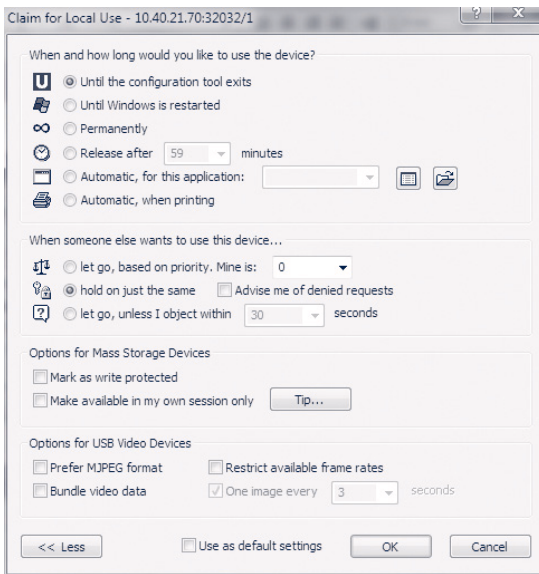 Claim for Local Use - 10.40.21.70:32032/1
When and how long would you like to use the device?
Until the configuration tool exits
Until Windows is restarted
Permanently
Release after 59 minutes
Automatic, for this application:
Automatic, when printing
When someone else wants to use this device...
let go, based on priority. Mine is: 0
hold on just the same Advise me of denied requests
let go, unless I object within 30 seconds
Options for Mass Storage Devices
Mark as write protected
Make available in my own session only Tip...
Options for USB Video Devices
Prefer MJPEG format Restrict available frame rates
Bundle video data One image every 3 seconds
<< Less Use as default settings OK Cancel